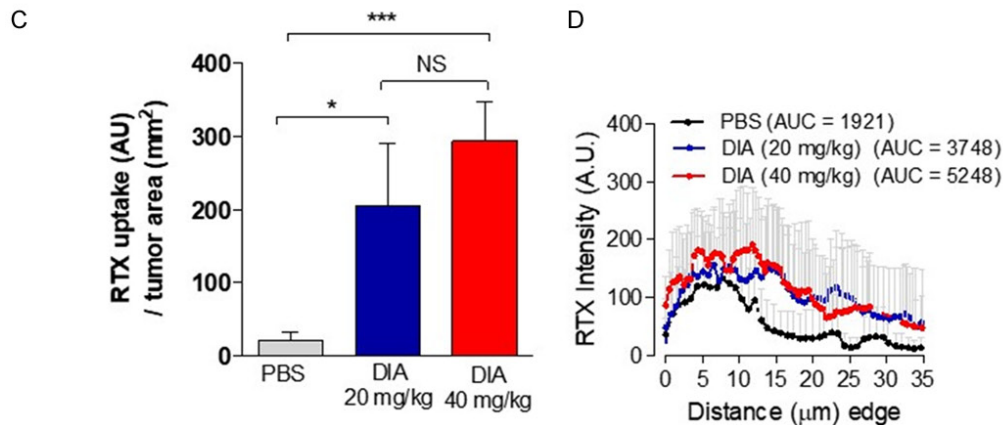 C
***
NS
*
400
300
200
100
0
RTX uptake (AU)
/ tumor area (mm²)
PBS
DIA
20 mg/kg
DIA
40 mg/kg
D
400
300
200
100
0
RTX Intensity (A.U.)
PBS (AUC = 1921)
DIA (20 mg/kg) (AUC = 3748)
DIA (40 mg/kg) (AUC = 5248)
0 5 10 15 20 25 30 35
Distance (μm) edge